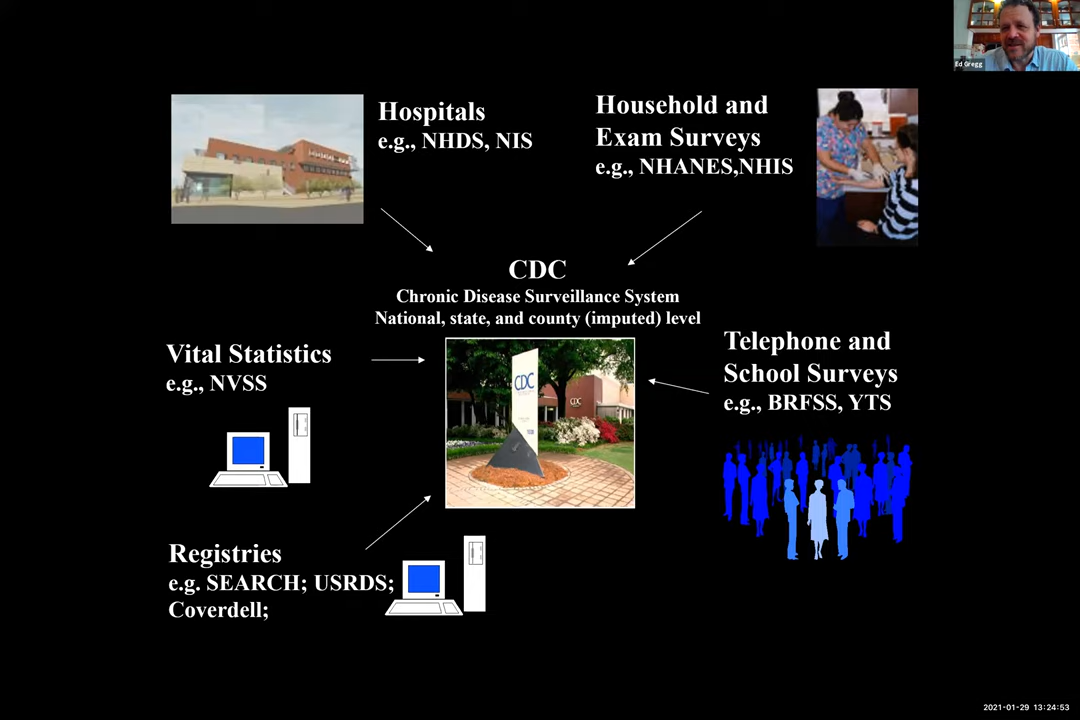 Ed Gregg
Hospitals
e.g., NHDS, NIS
Household and
Exam Surveys
e.g., NHANES,NHIS
CDC
Chronic Disease Surveillance System
National, state, and county (imputed) level
Vital Statistics
e.g., NVSS
CDC
CDC
Telephone and
School Surveys
e.g., BRFSS, YTS
Registries
e.g. SEARCH; USRDS;
Coverdell;
2021-01-29 13:24:53